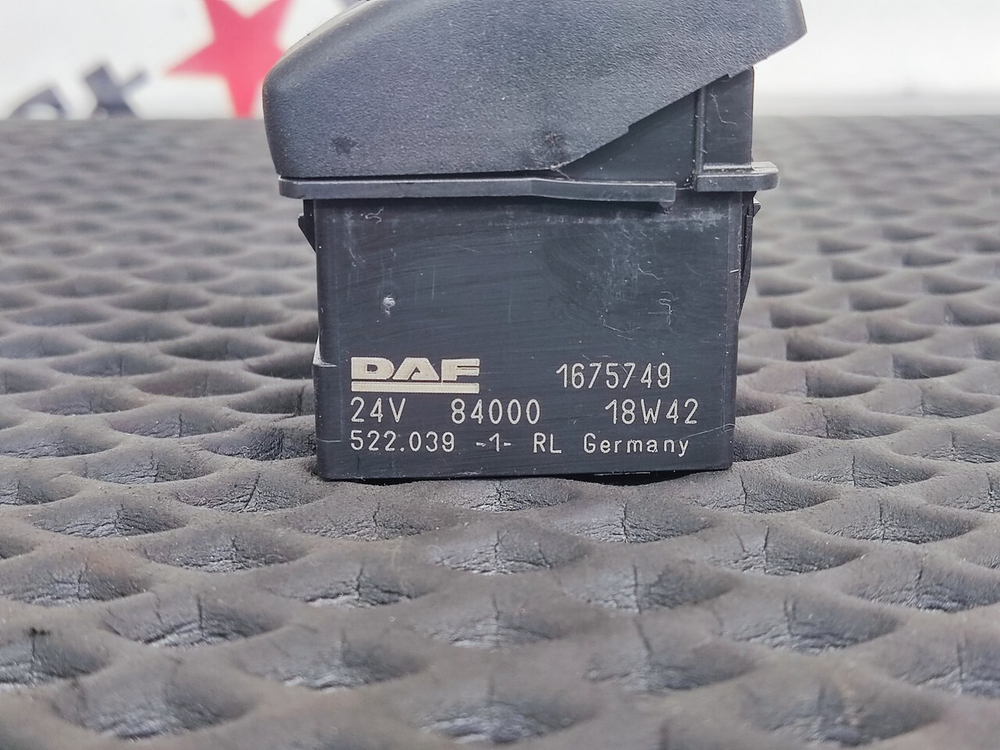 DAF 1675749
24V 84000 18W42
522.039 -1- RL Germany